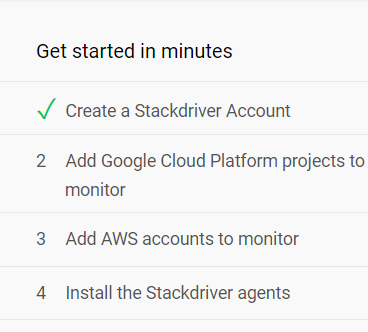 Get started in minutes
Create a Stackdriver Account
2 Add Google Cloud Platform projects to
monitor
3 Add AWS accounts to monitor
4 Install the Stackdriver agents